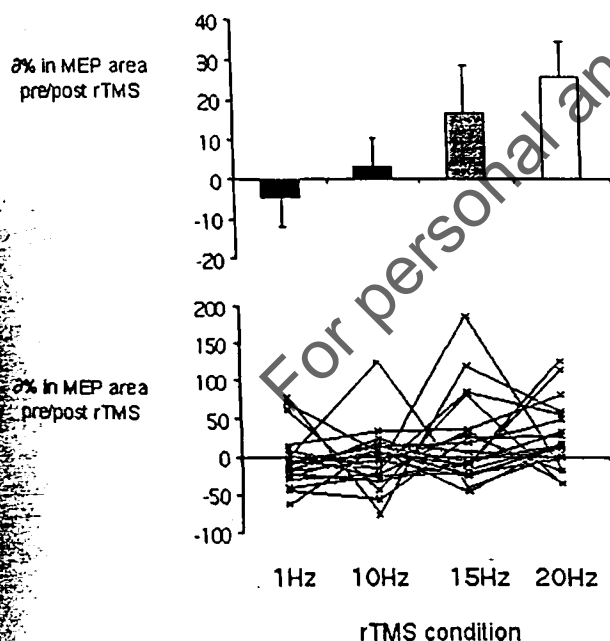 40
∂% in MEP area
pre/post rTMS
30
20
10
0
-10
-20
For personal an
200
150
100
∂% in MEP area
pre/post rTMS
50
0
-50
-100
1Hz 10Hz 15Hz 20Hz
rTMS condition